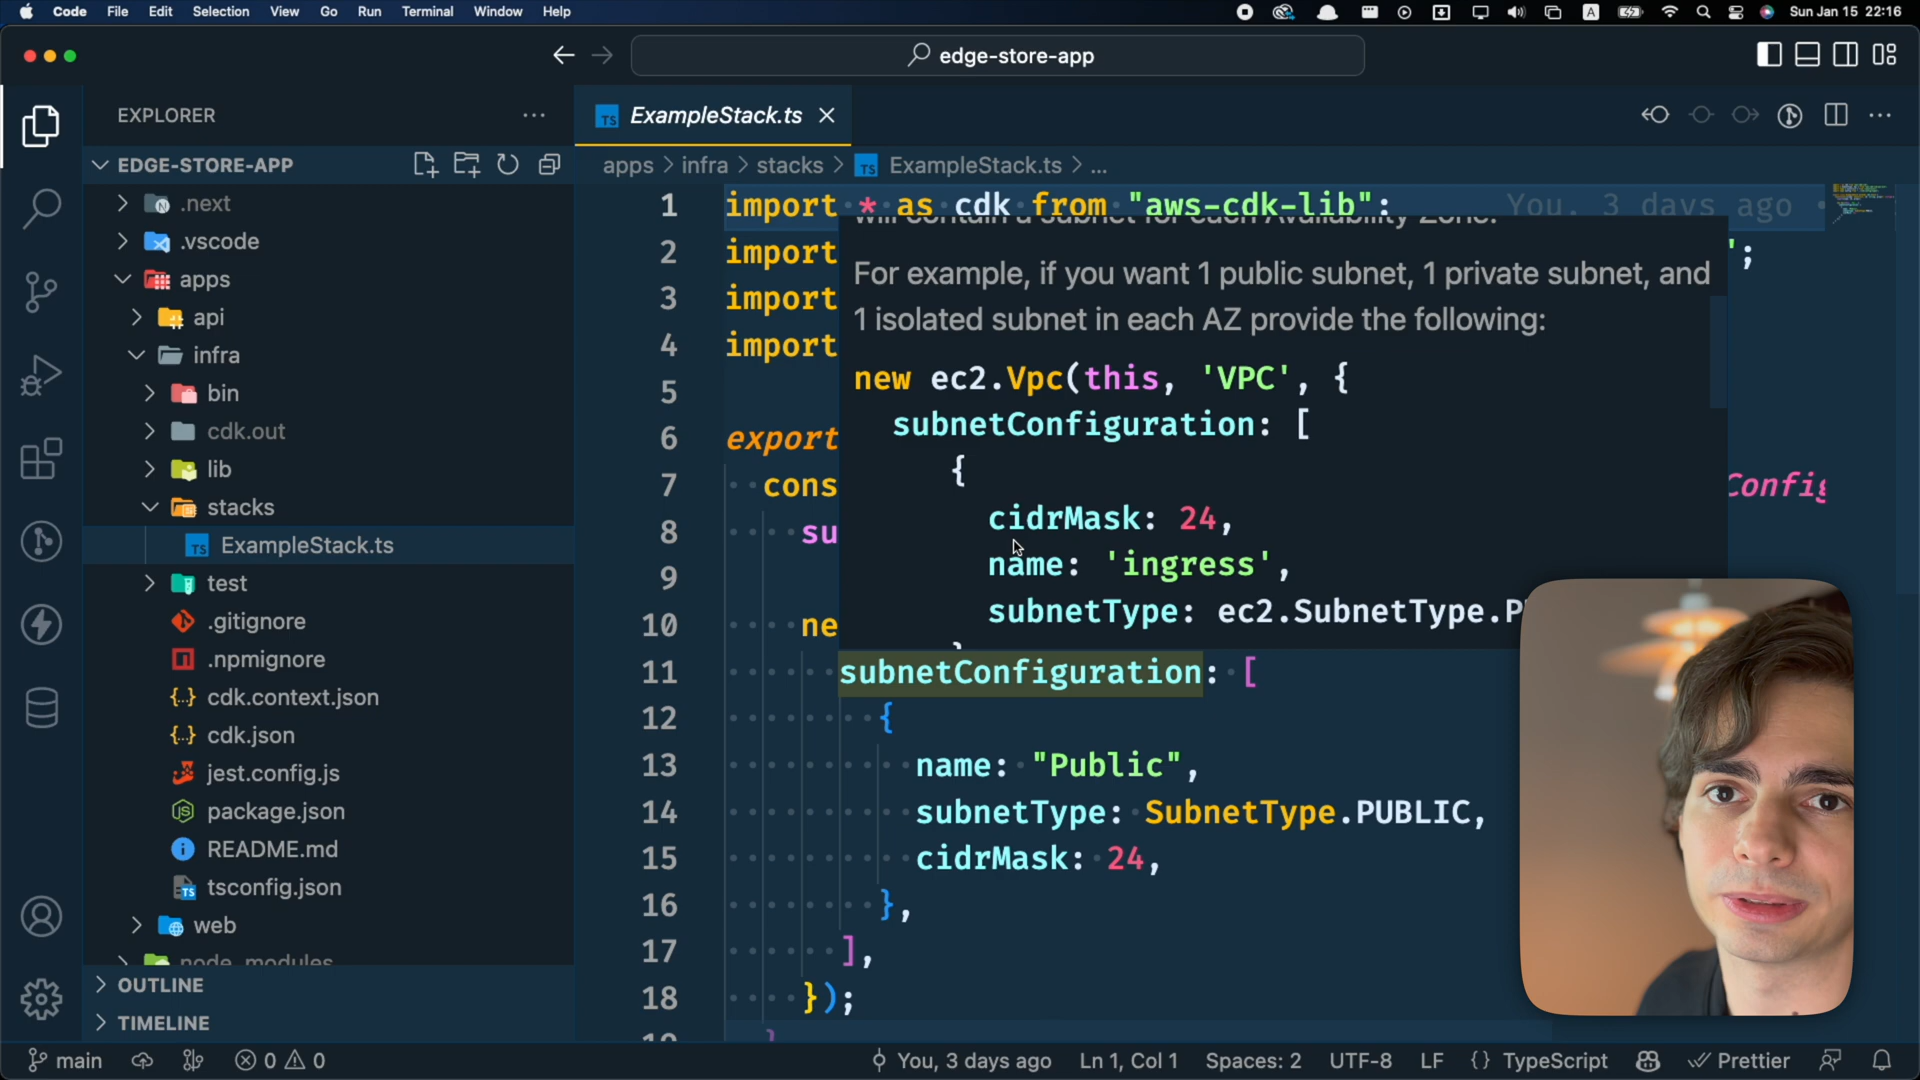 Code File Edit Selection View Go Run Terminal Window Help
A
Sun Jan 15 22:16
edge-store-app
EXPLORER
TS ExampleStack.ts
EDGE-STORE-APP
apps > infra > stacks > TS ExampleStack.ts > ...
.next
.vscode
apps
api
infra
bin
cdk.out
lib
stacks
TS ExampleStack.ts
test
.gitignore
.npmignore
{..} cdk.context.json
{..} cdk.json
jest.config.js
package.json
README.md
tsconfig.json
web
node_modules
OUTLINE
TIMELINE
1 import * as cdk from "aws-cdk-lib"; You, 3 days ago
will contain a subnet for each Availability Zone.
2 import ';
For example, if you want 1 public subnet, 1 private subnet, and
3 import
1 isolated subnet in each AZ provide the following:
4 import
new ec2.Vpc(this, 'VPC', {
5
subnetConfiguration: [
6 export
{
7 cons
Config
cidrMask: 24,
8 su
name: 'ingress',
9
subnetType: ec2.SubnetType.P
10 ne
11 subnetConfiguration: [
12 {
13 name: "Public",
14 subnetType: SubnetType.PUBLIC,
15 cidrMask: 24,
16 },
17 ],
18 });
19 }
main 0 0 You, 3 days ago Ln 1, Col 1 Spaces: 2 UTF-8 LF {} TypeScript Prettier